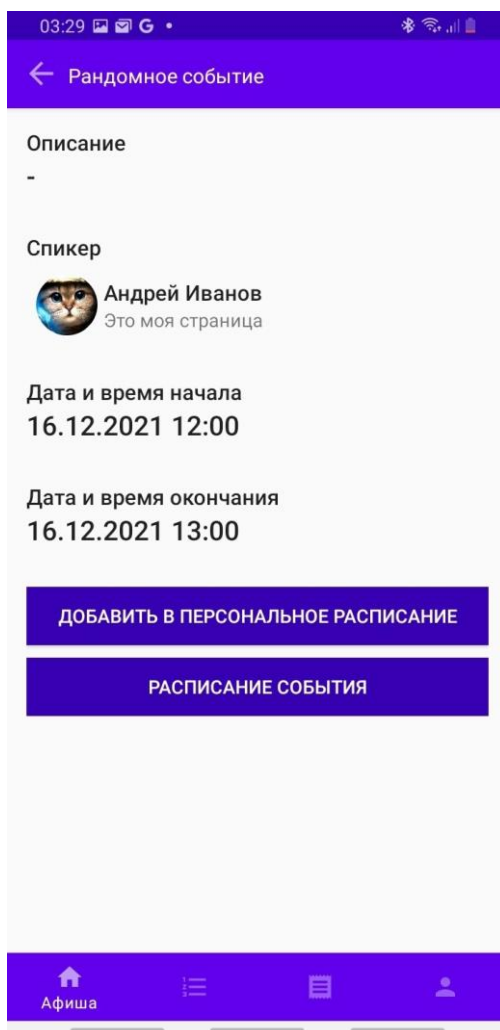 03:29 G
Рандомное событие
Описание
-
Спикер
Андрей Иванов
Это моя страница
Дата и время начала
16.12.2021 12:00
Дата и время окончания
16.12.2021 13:00
ДОБАВИТЬ В ПЕРСОНАЛЬНОЕ РАСПИСАНИЕ
РАСПИСАНИЕ СОБЫТИЯ
Афиша